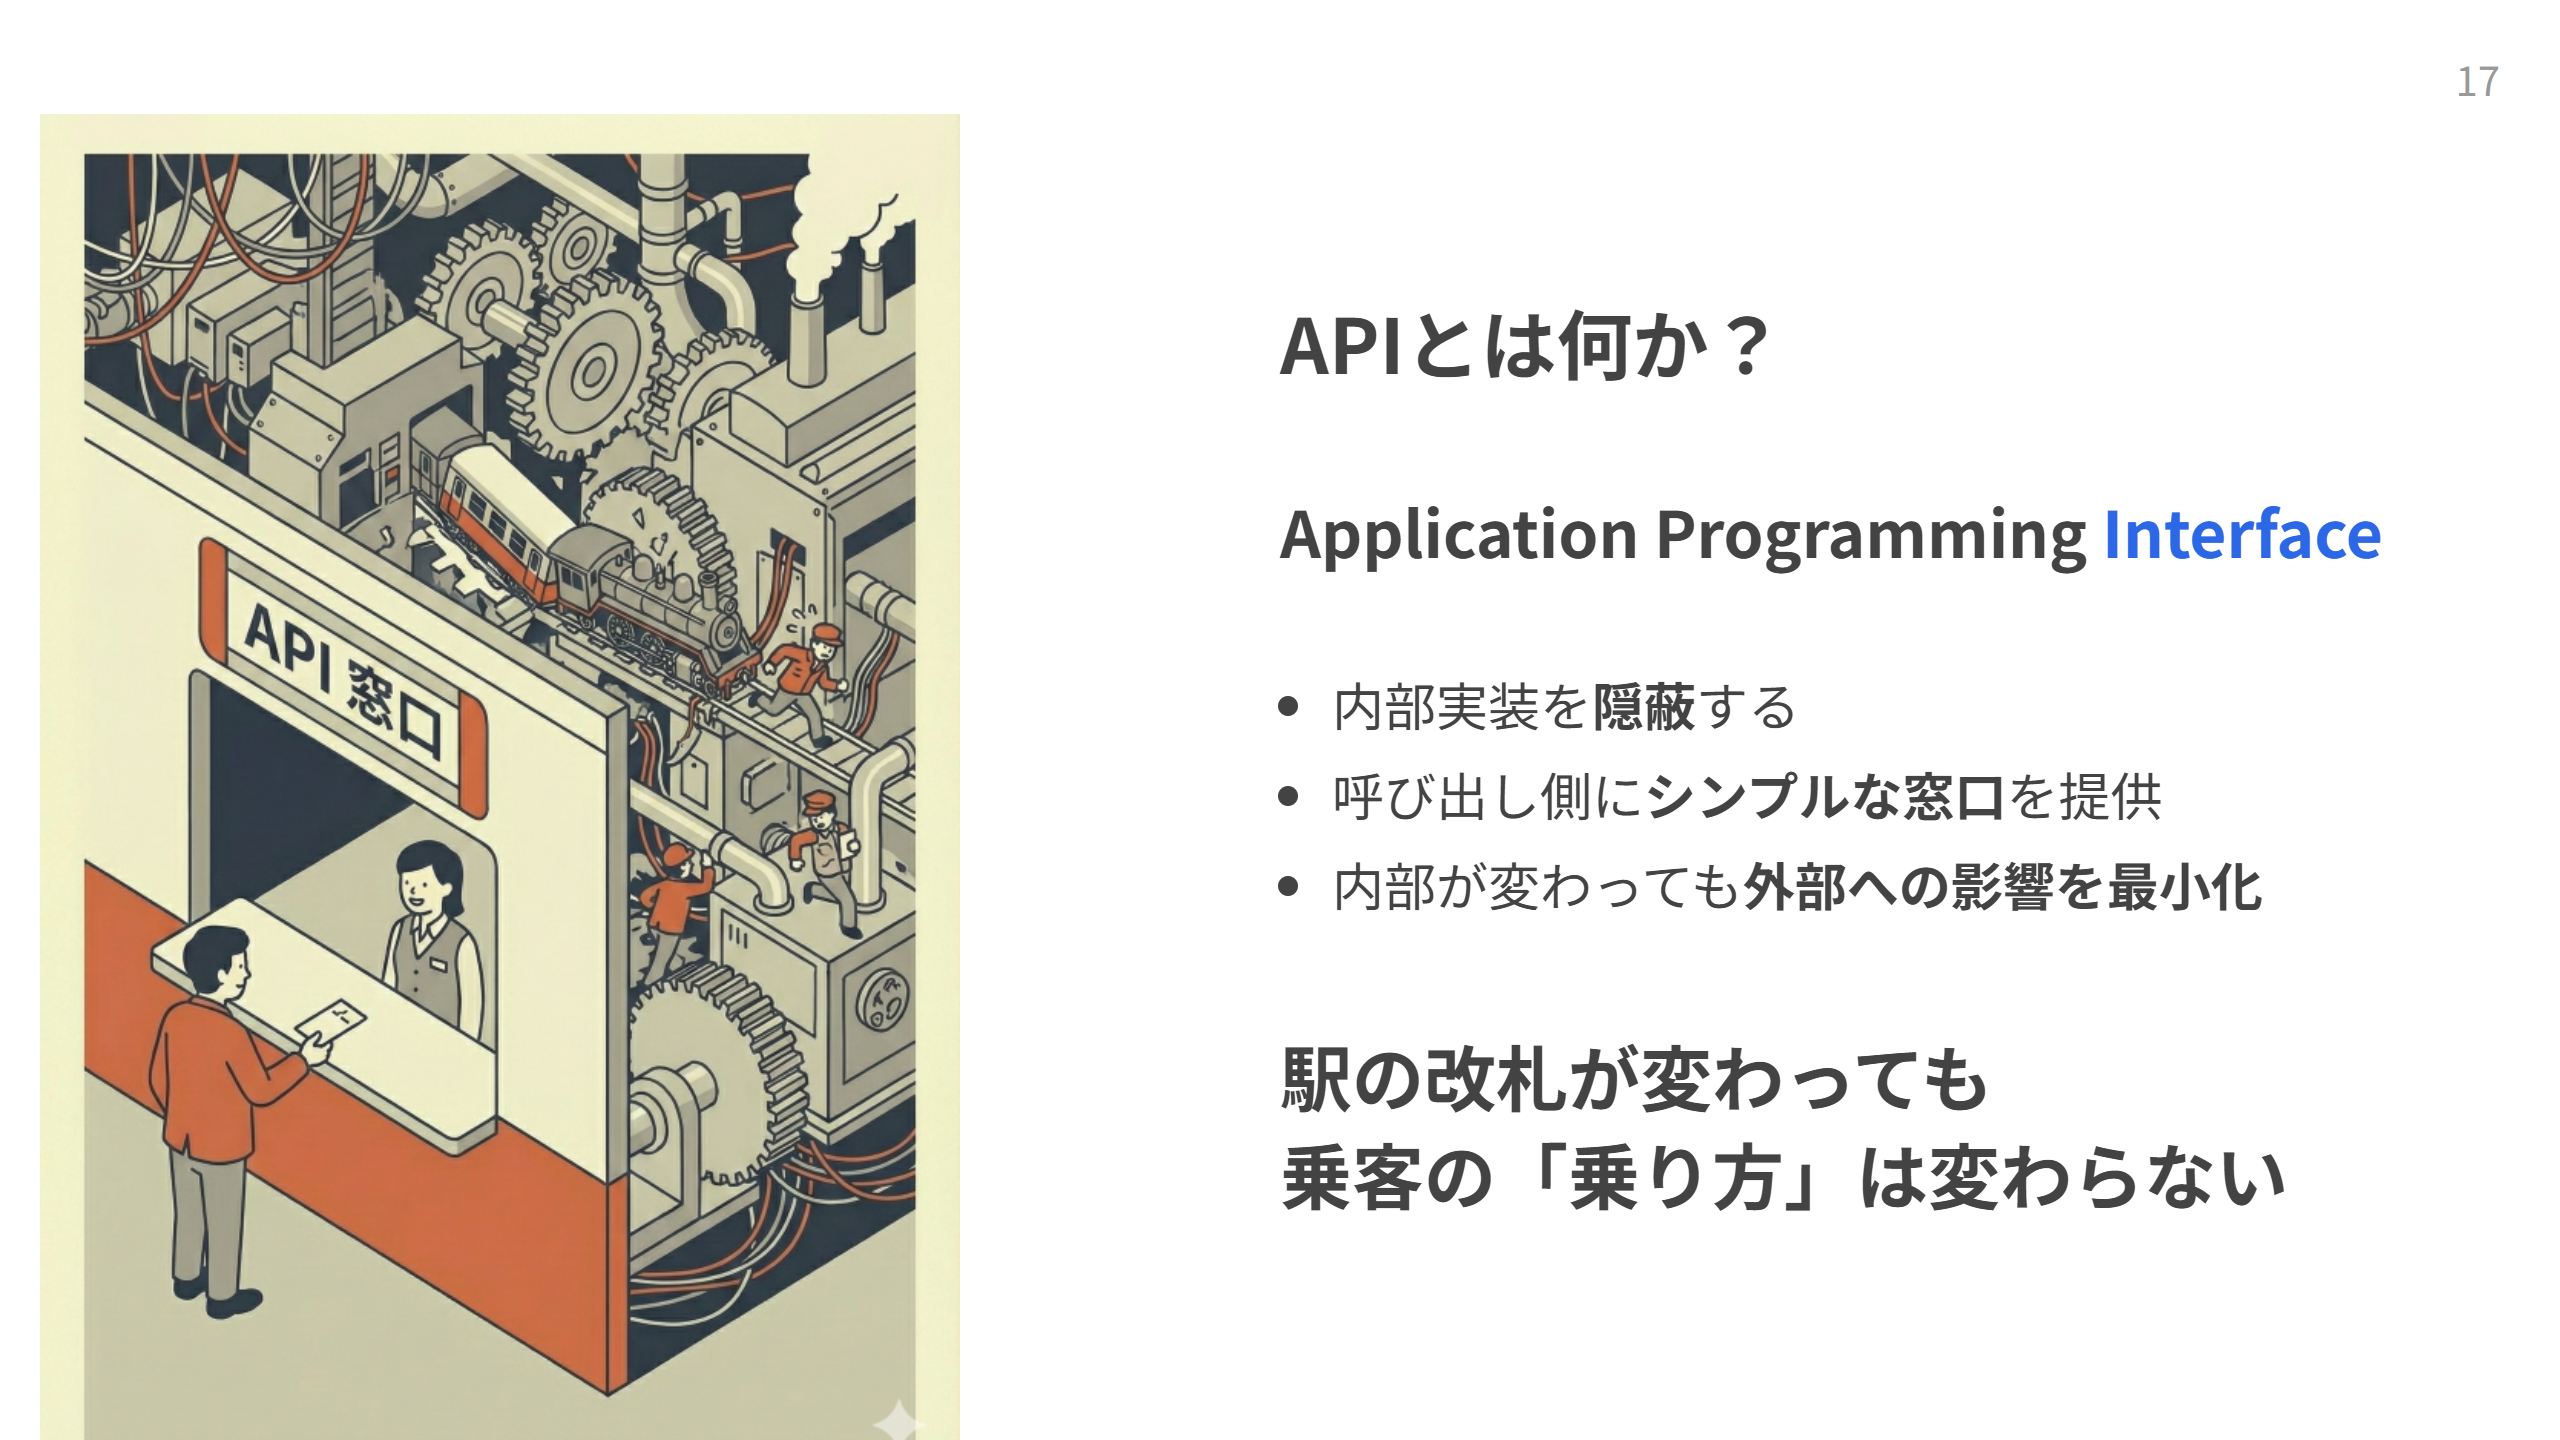 17
API 窓口
APIとは何か？
Application Programming Interface
内部実装を隠蔽する
呼び出し側にシンプルな窓口を提供
内部が変わっても外部への影響を最小化
駅の改札が変わっても
乗客の「乗り方」は変わらない